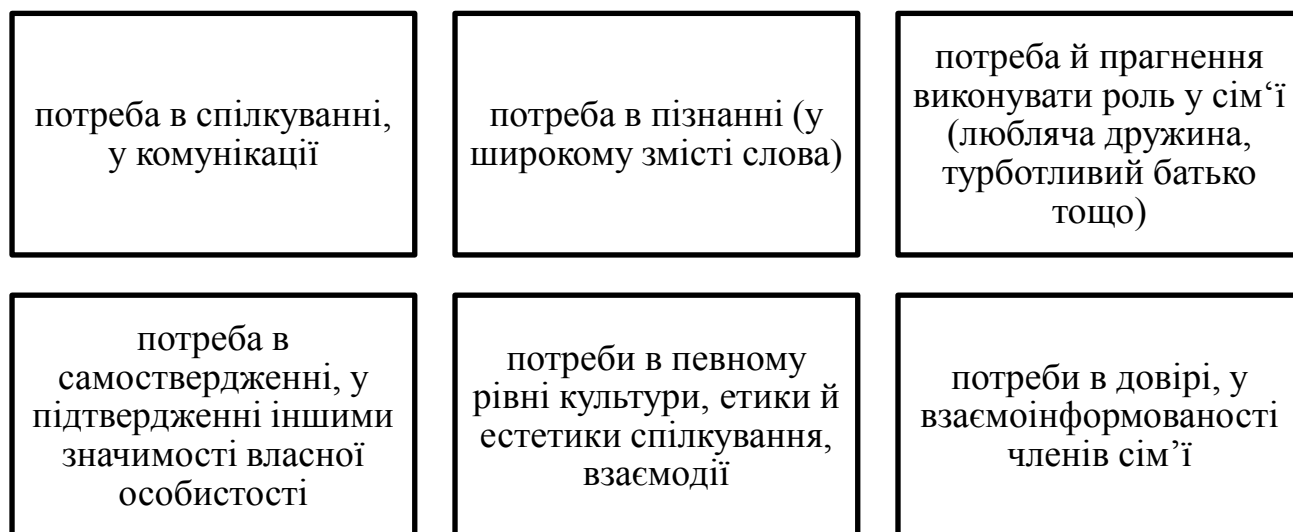 потреба в спілкуванні,
у комунікації
потреба в пізнанні (у
широкому змісті слова)
потреба й прагнення
виконувати роль у сім‘ї
(любляча дружина,
турботливий батько
тощо)
потреба в
самоствердженні, у
підтвердженні іншими
значимості власної
особистості
потреби в певному
рівні культури, етики й
естетики спілкування,
взаємодії
потреби в довірі, у
взаємоінформованості
членів сім’ї